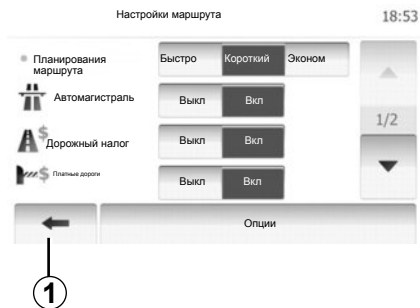 Настройки маршрута 18:53
Планирования маршрута Быстро Короткий Эконом
Автомагистраль Выкл Вкл
1/2
Дорожный налог Выкл Вкл
Платные дороги Выкл Вкл
Опции
1